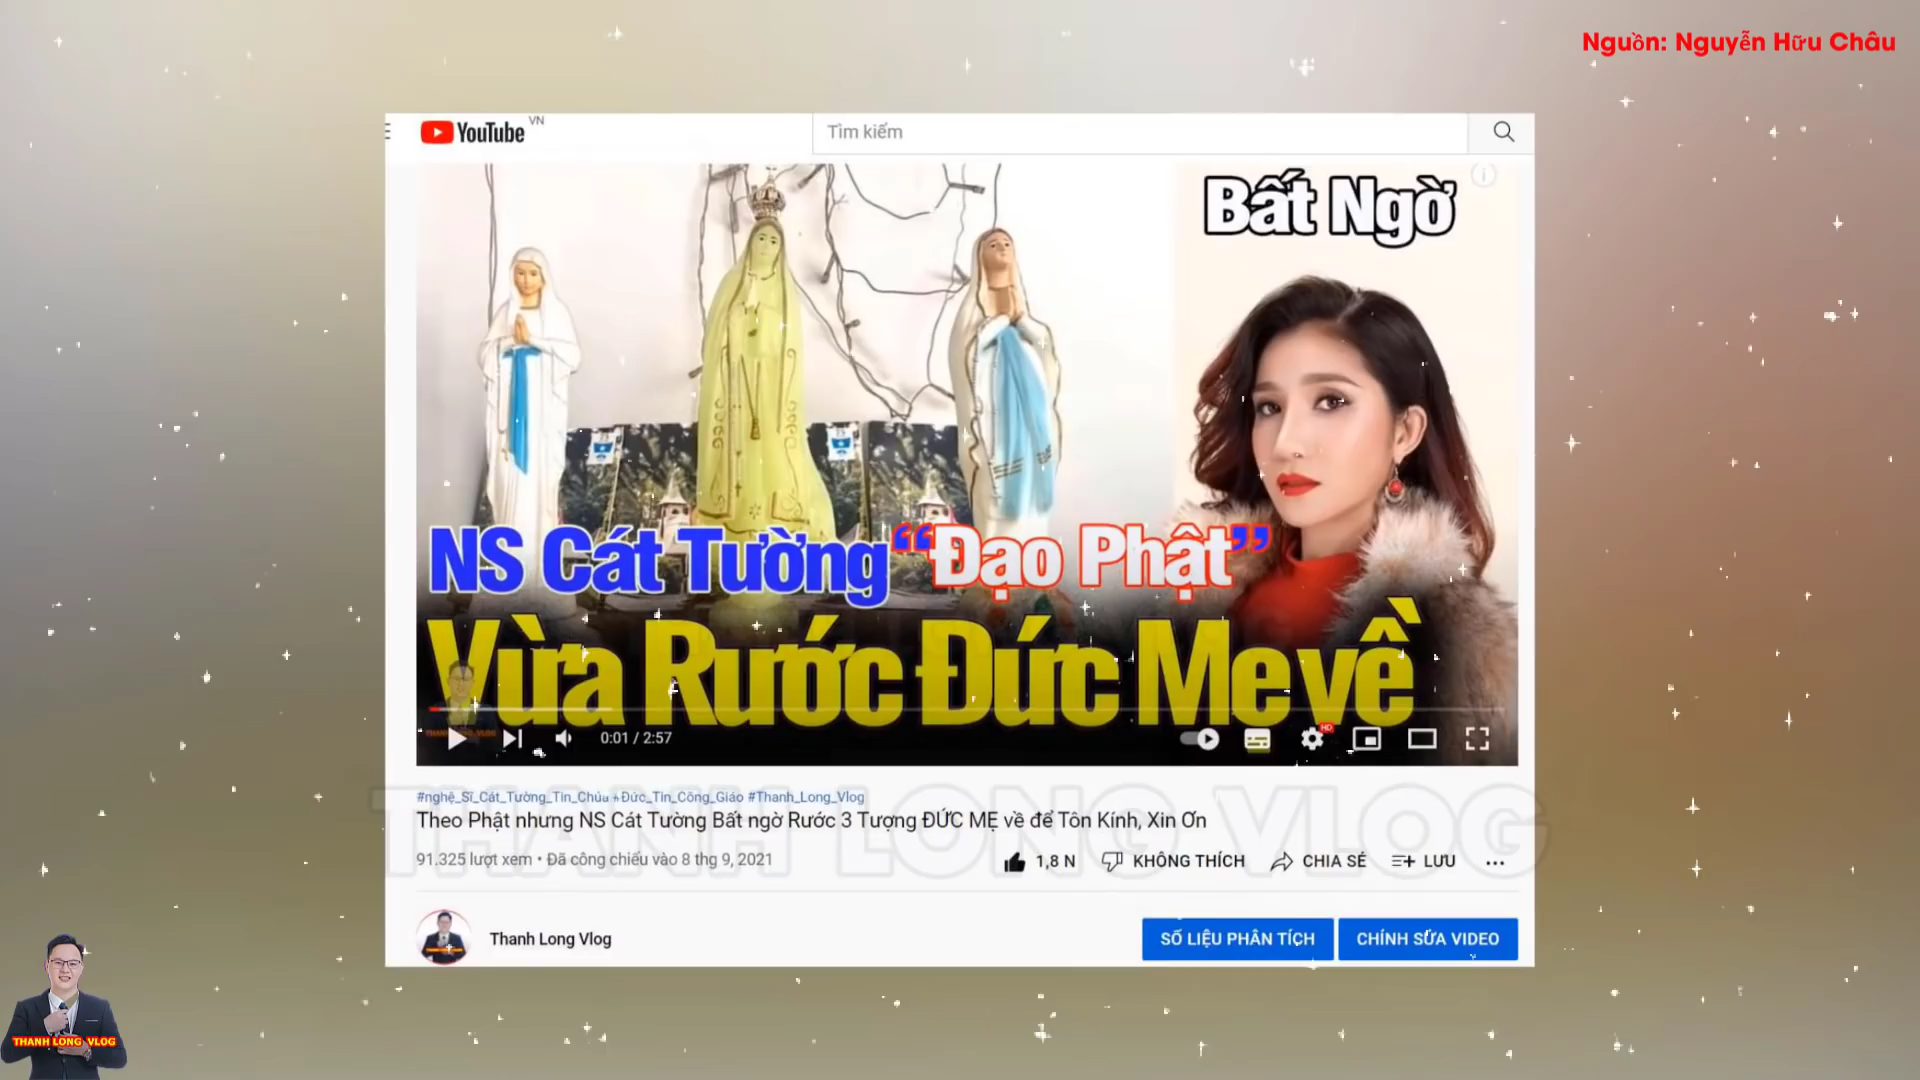 Nguồn: Nguyễn Hữu Châu
YouTube VN
Tìm kiếm
Bất Ngờ
NS Cát Tường "Đạo Phật"
Vừa Rước Đức Mẹ về
0:01 / 2:57
HD
#nghệ_Sĩ_Cát_Tường_Tin_Chúa #Đức_Tin_Công_Giáo #Thanh_Long_Vlog
Theo Phật nhưng NS Cát Tường Bất ngờ Rước 3 Tượng ĐỨC MẸ về để Tôn Kính, Xin Ơn
THANH LONG VLOG
91.325 lượt xem • Đã công chiếu vào 8 thg 9, 2021
1,8 N KHÔNG THÍCH CHIA SẺ LƯU
Thanh Long Vlog
SỐ LIỆU PHÂN TÍCH CHỈNH SỬA VIDEO
THANH LONG VLOG